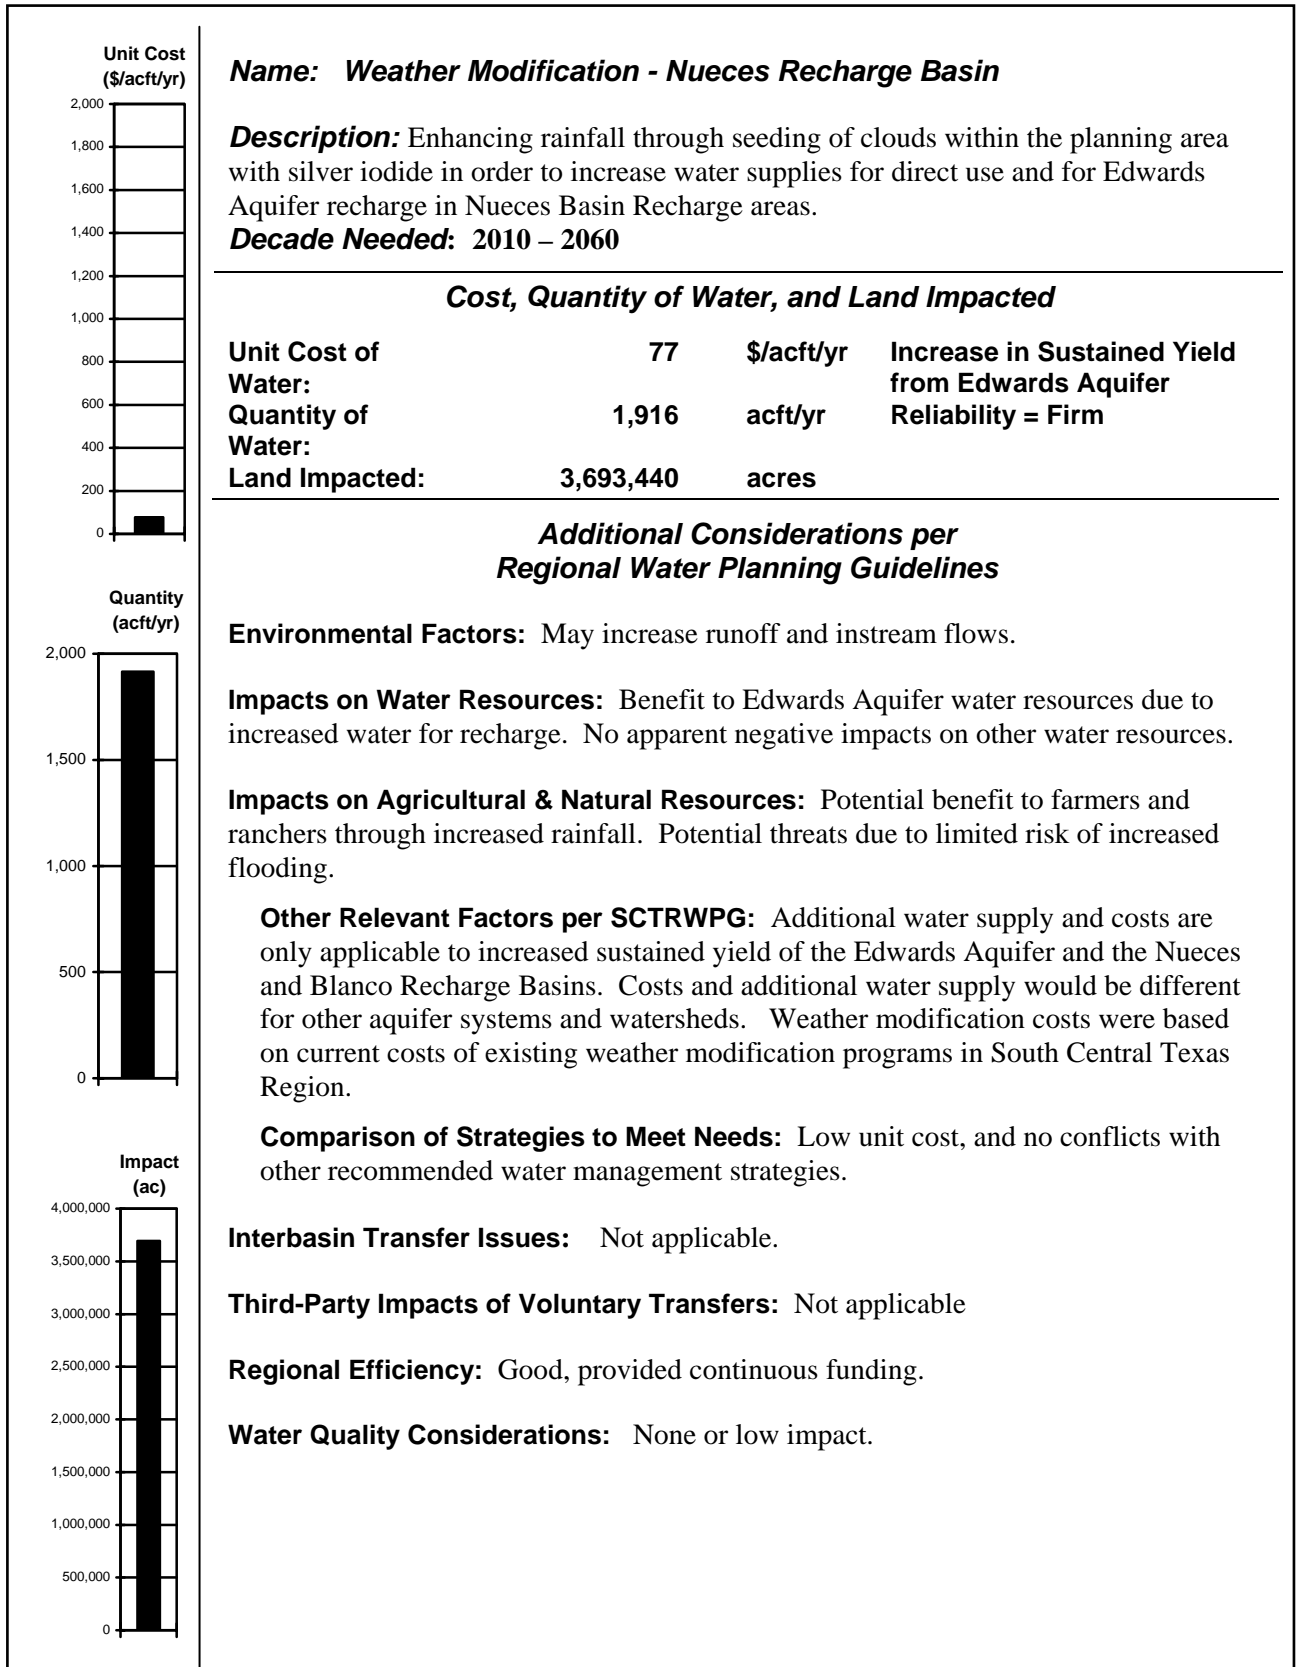 Unit Cost
($/acft/yr)
2,000
1,800
1,600
1,400
1,200
1,000
800
600
400
200
0
Quantity
(acft/yr)
2,000
1,500
1,000
500
0
Impact
(ac)
4,000,000
3,500,000
3,000,000
2,500,000
2,000,000
1,500,000
1,000,000
500,000
0
Name: Weather Modification - Nueces Recharge Basin
Description: Enhancing rainfall through seeding of clouds within the planning area
with silver iodide in order to increase water supplies for direct use and for Edwards
Aquifer recharge in Nueces Basin Recharge areas.
Decade Needed: 2010 – 2060
Cost, Quantity of Water, and Land Impacted
Unit Cost of 77 $/acft/yr Increase in Sustained Yield
Water: from Edwards Aquifer
Quantity of 1,916 acft/yr Reliability = Firm
Water:
Land Impacted: 3,693,440 acres
Additional Considerations per
Regional Water Planning Guidelines
Environmental Factors: May increase runoff and instream flows.
Impacts on Water Resources: Benefit to Edwards Aquifer water resources due to
increased water for recharge. No apparent negative impacts on other water resources.
Impacts on Agricultural & Natural Resources: Potential benefit to farmers and
ranchers through increased rainfall. Potential threats due to limited risk of increased
flooding.
Other Relevant Factors per SCTRWPG: Additional water supply and costs are
only applicable to increased sustained yield of the Edwards Aquifer and the Nueces
and Blanco Recharge Basins. Costs and additional water supply would be different
for other aquifer systems and watersheds. Weather modification costs were based
on current costs of existing weather modification programs in South Central Texas
Region.
Comparison of Strategies to Meet Needs: Low unit cost, and no conflicts with
other recommended water management strategies.
Interbasin Transfer Issues: Not applicable.
Third-Party Impacts of Voluntary Transfers: Not applicable
Regional Efficiency: Good, provided continuous funding.
Water Quality Considerations: None or low impact.